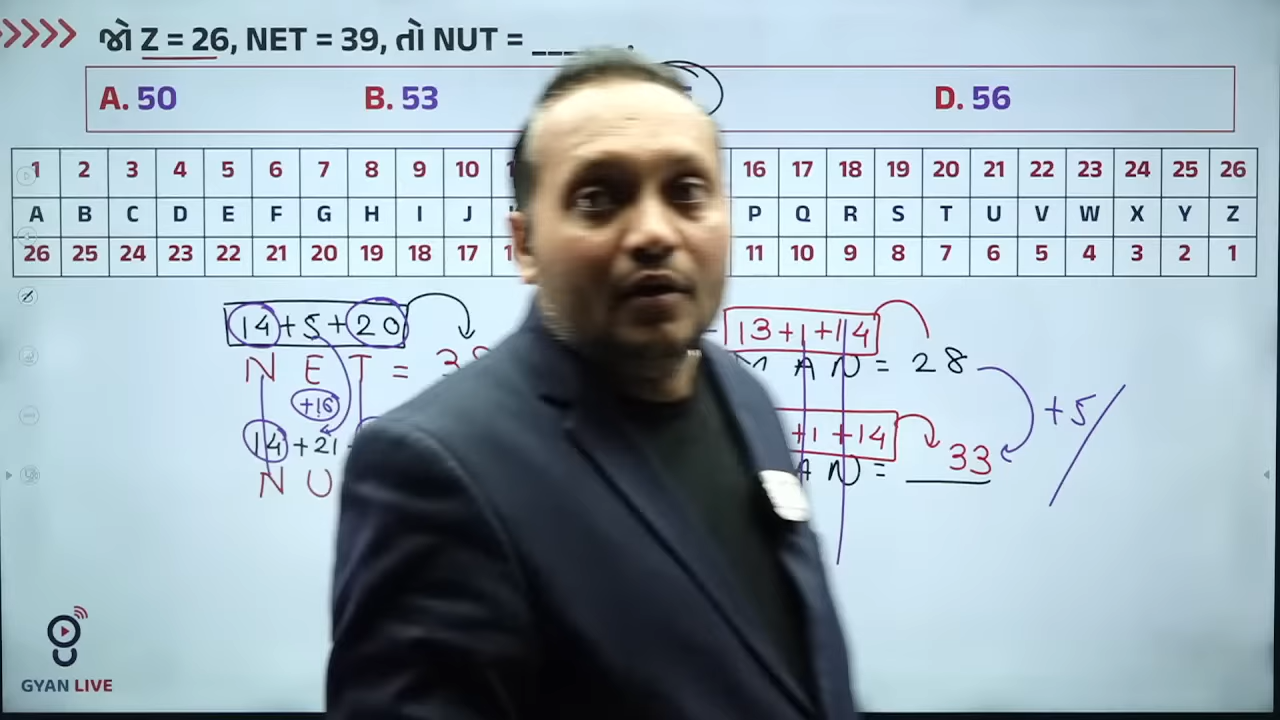 જો Z = 26, NET = 39, તો NUT = ______ .
A. 50 B. 53 D. 56
1 2 3 4 5 6 7 8 9 10 16 17 18 19 20 21 22 23 24 25 26
A B C D E F G H I J P Q R S T U V W X Y Z
26 25 24 23 22 21 20 19 18 17 11 10 9 8 7 6 5 4 3 2 1
14+5+20 13+1+14
N E T = M A N = 28
+16 +5
14+21 +1+14
N U A N = 33
GYAN LIVE